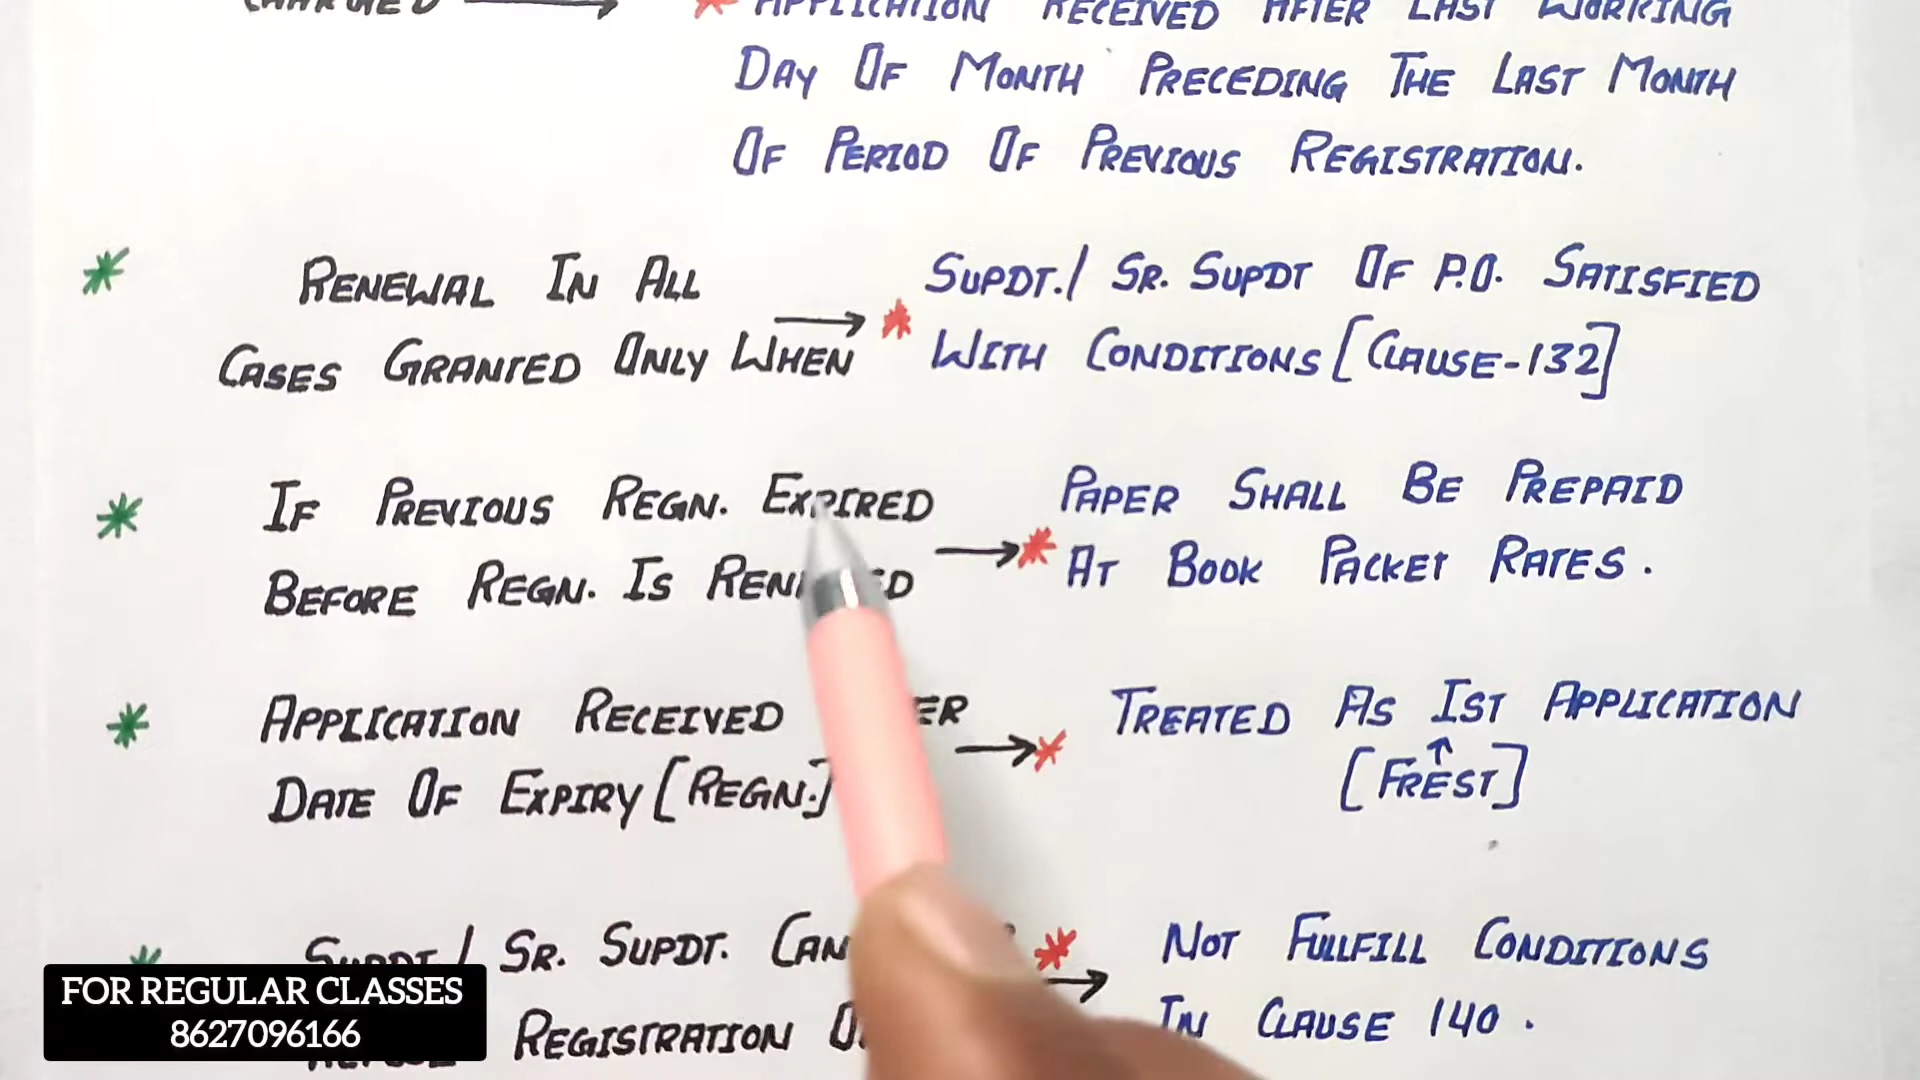 APPLICATION RECEIVED AFTER LAST WORKING
DAY OF MONTH PRECEDING THE LAST MONTH
OF PERIOD OF PREVIOUS REGISTRATION.
RENEWAL IN ALL
CASES GRANTED ONLY WHEN
SUPDT./ SR. SUPDT OF P.O. SATISFIED
WITH CONDITIONS [CLAUSE-132]
IF PREVIOUS REGN. EXPIRED
BEFORE REGN. IS
PAPER SHALL BE PREPAID
AT BOOK PACKET RATES.
APPLICATION RECEIVED
DATE OF EXPIRY [REGN.]
TREATED AS IST APPLICATION
[FREST]
SUPDT./ SR. SUPDT. CAN
REGISTRATION
NOT FULLFILL CONDITIONS
IN CLAUSE 140.
FOR REGULAR CLASSES
8627096166